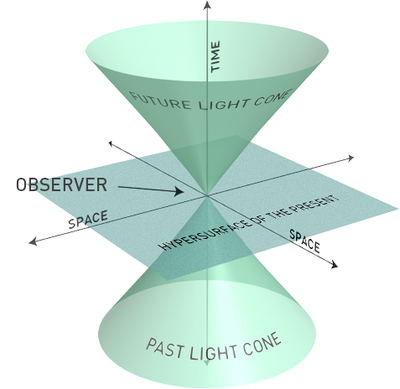 TIME
FUTURE LIGHT CONE
OBSERVER
SPACE
HYPERSURFACE OF THE PRESENT
SPACE
PAST LIGHT CONE